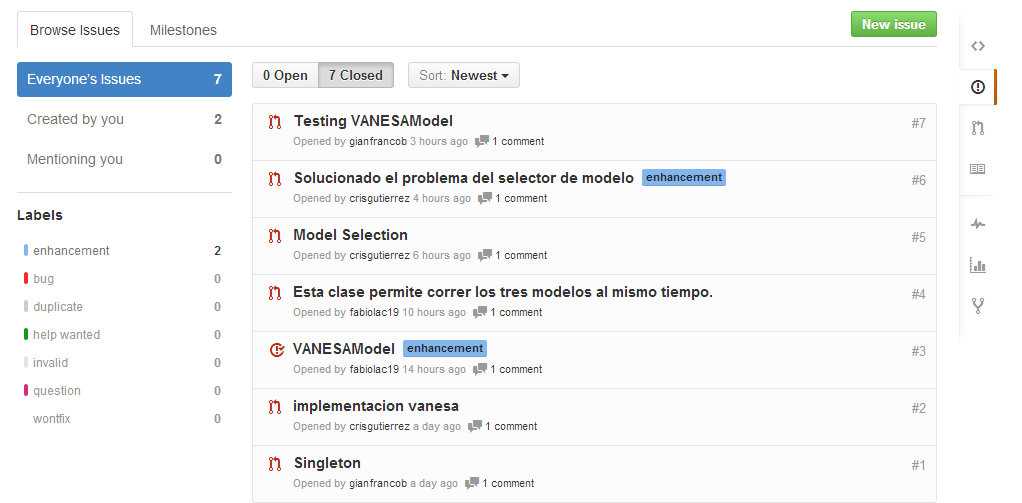 Browse Issues Milestones New issue
Everyone's Issues 7
Created by you 2
Mentioning you 0
Labels
enhancement 2
bug 0
duplicate 0
help wanted 0
invalid 0
question 0
wontfix 0
0 Open 7 Closed Sort: Newest
Testing VANESAModel #7
Opened by gianfrancob 3 hours ago 1 comment
Solucionado el problema del selector de modelo enhancement #6
Opened by crisgutierrez 4 hours ago 1 comment
Model Selection #5
Opened by crisgutierrez 6 hours ago 1 comment
Esta clase permite correr los tres modelos al mismo tiempo. #4
Opened by fabiolac19 10 hours ago 1 comment
VANESAModel enhancement #3
Opened by fabiolac19 14 hours ago 1 comment
implementacion vanesa #2
Opened by crisgutierrez a day ago 1 comment
Singleton #1
Opened by gianfrancob a day ago 1 comment